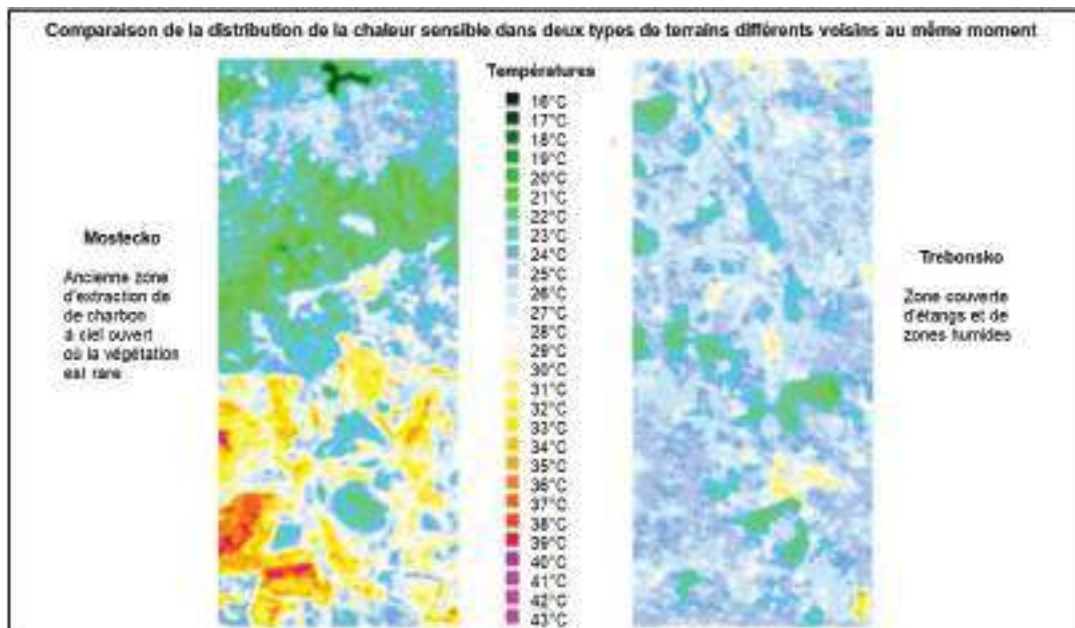 Comparaison de la distribution de la chaleur sensible dans deux types de terrains différents voisins au même moment
Températures
16°C
17°C
18°C
19°C
20°C
21°C
22°C
23°C
24°C
25°C
26°C
27°C
28°C
29°C
30°C
31°C
32°C
33°C
34°C
35°C
36°C
37°C
38°C
39°C
40°C
41°C
42°C
43°C
Mostecko
Ancienne zone
d'extraction de
de charbon
à ciel ouvert
où la végétation
est rare
Trebonsko
Zone couverte
d'étangs et de
zones humides